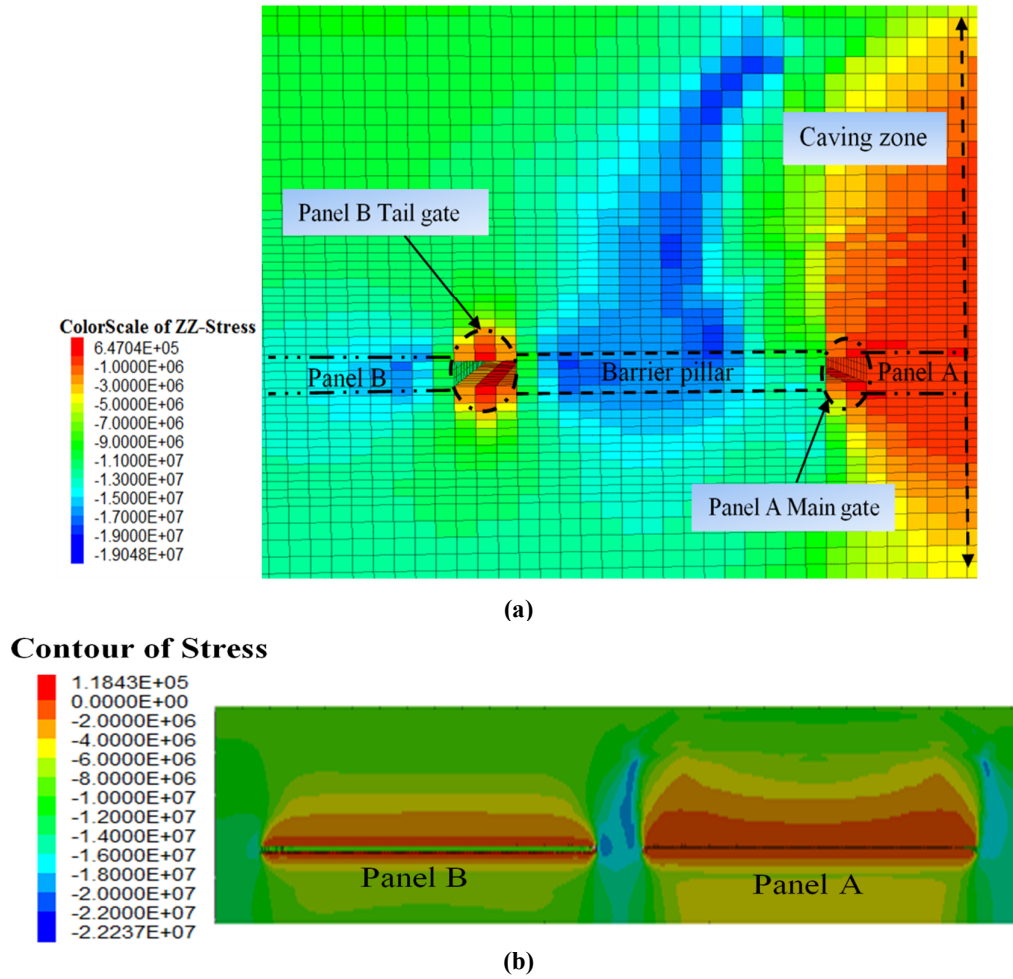 Caving zone
Panel B Tail gate
ColorScale of ZZ-Stress
6.4704E+05
-1.0000E+06
-3.0000E+06
-5.0000E+06
-7.0000E+06
-9.0000E+06
-1.1000E+07
-1.3000E+07
-1.5000E+07
-1.7000E+07
-1.9000E+07
-1.9048E+07
Panel B
Barrier pillar
Panel A
Panel A Main gate
(a)
Contour of Stress
1.1843E+05
0.0000E+00
-2.0000E+06
-4.0000E+06
-6.0000E+06
-8.0000E+06
-1.0000E+07
-1.2000E+07
-1.4000E+07
-1.6000E+07
-1.8000E+07
-2.0000E+07
-2.2000E+07
-2.2237E+07
Panel B
Panel A
(b)